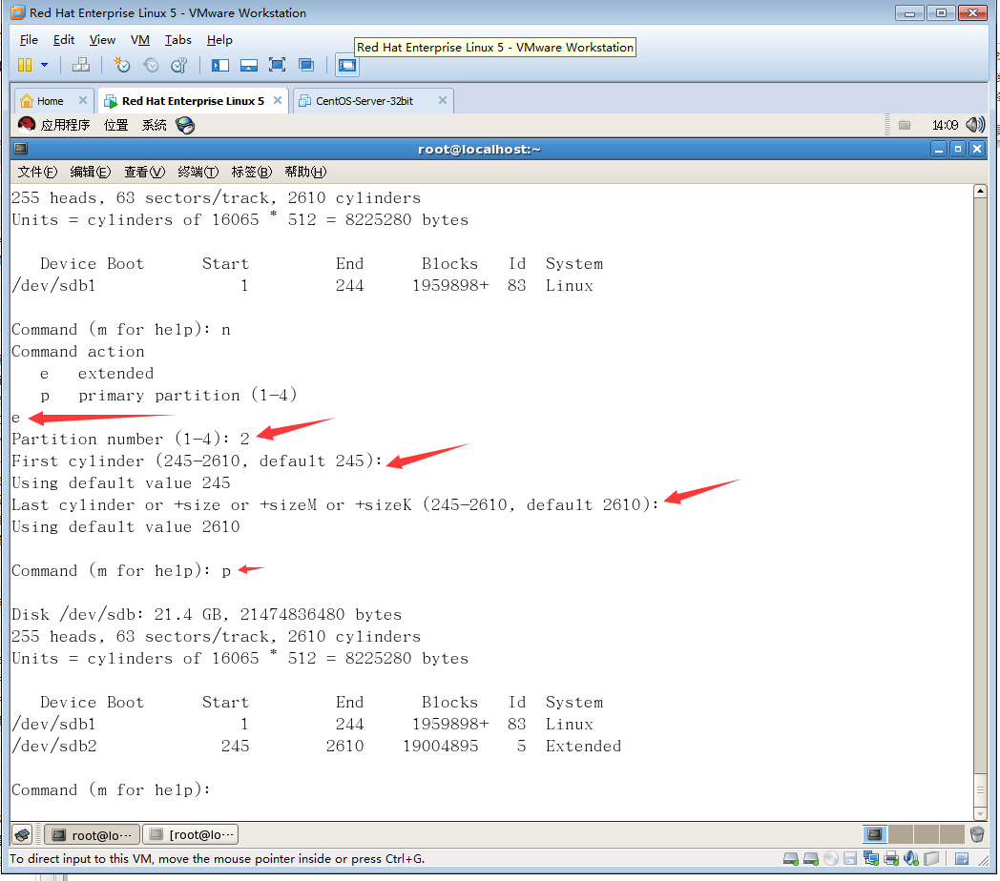 Red Hat Enterprise Linux 5 - VMware Workstation
File Edit View VM Tabs Help
Red Hat Enterprise Linux 5 - VMware Workstation
Home Red Hat Enterprise Linux 5 CentOS-Server-32bit
应用程序 位置 系统 14:09
root@localhost:~
文件(F) 编辑(E) 查看(V) 终端(T) 标签(B) 帮助(H)
255 heads, 63 sectors/track, 2610 cylinders
Units = cylinders of 16065 * 512 = 8225280 bytes
Device Boot Start End Blocks Id System
/dev/sdb1 1 244 1959898+ 83 Linux
Command (m for help): n
Command action
e extended
p primary partition (1-4)
e
Partition number (1-4): 2
First cylinder (245-2610, default 245):
Using default value 245
Last cylinder or +size or +sizeM or +sizeK (245-2610, default 2610):
Using default value 2610
Command (m for help): p
Disk /dev/sdb: 21.4 GB, 21474836480 bytes
255 heads, 63 sectors/track, 2610 cylinders
Units = cylinders of 16065 * 512 = 8225280 bytes
Device Boot Start End Blocks Id System
/dev/sdb1 1 244 1959898+ 83 Linux
/dev/sdb2 245 2610 19004895 5 Extended
Command (m for help):
root@lo··· [root@lo···
To direct input to this VM, move the mouse pointer inside or press Ctrl+G.